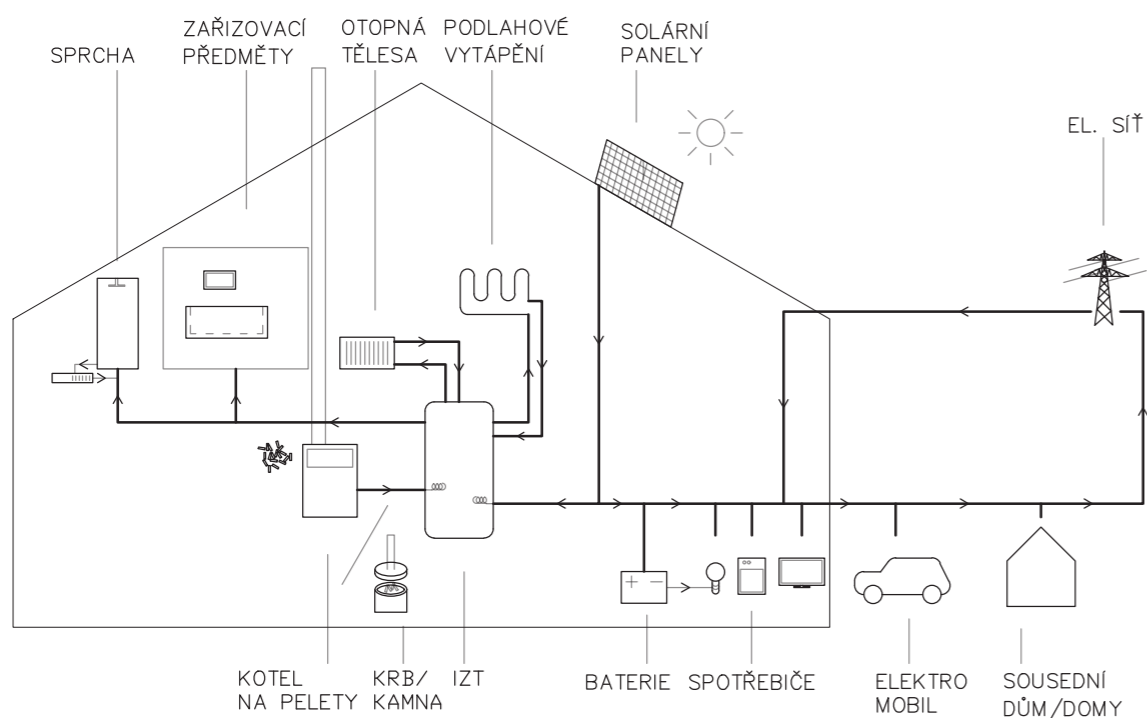 SPRCHA
ZAŘIZOVACÍ
PŘEDMĚTY
OTOPNÁ
TĚLESA
PODLAHOVÉ
VYTÁPĚNÍ
SOLÁRNÍ
PANELY
EL. SÍŤ
KOTEL
NA PELETY
KRB/
KAMNA
IZT
BATERIE
SPOTŘEBIČE
ELEKTRO
MOBIL
SOUSEDNÍ
DŮM/DOMY